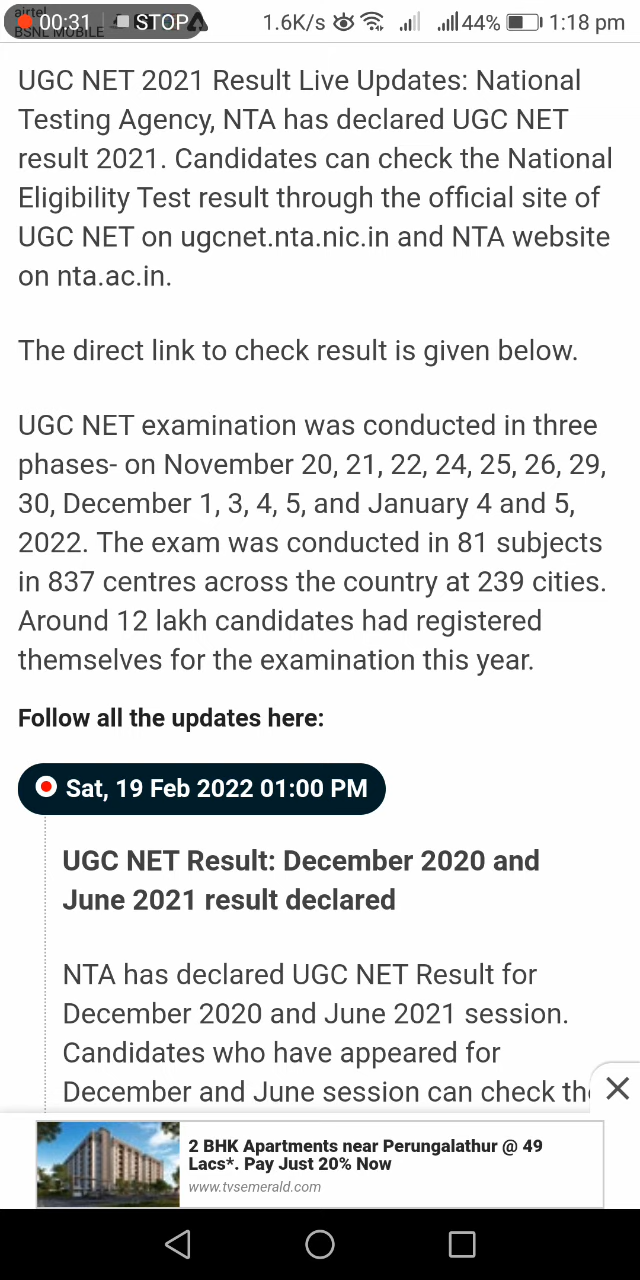 airtel
BSNL MOBILE
00:31 STOP 1.6K/s 44% 1:18 pm
UGC NET 2021 Result Live Updates: National
Testing Agency, NTA has declared UGC NET
result 2021. Candidates can check the National
Eligibility Test result through the official site of
UGC NET on ugcnet.nta.nic.in and NTA website
on nta.ac.in.
The direct link to check result is given below.
UGC NET examination was conducted in three
phases- on November 20, 21, 22, 24, 25, 26, 29,
30, December 1, 3, 4, 5, and January 4 and 5,
2022. The exam was conducted in 81 subjects
in 837 centres across the country at 239 cities.
Around 12 lakh candidates had registered
themselves for the examination this year.
Follow all the updates here:
Sat, 19 Feb 2022 01:00 PM
UGC NET Result: December 2020 and
June 2021 result declared
NTA has declared UGC NET Result for
December 2020 and June 2021 session.
Candidates who have appeared for
December and June session can check the
2 BHK Apartments near Perungalathur @ 49
Lacs*. Pay Just 20% Now
www.tvsemerald.com